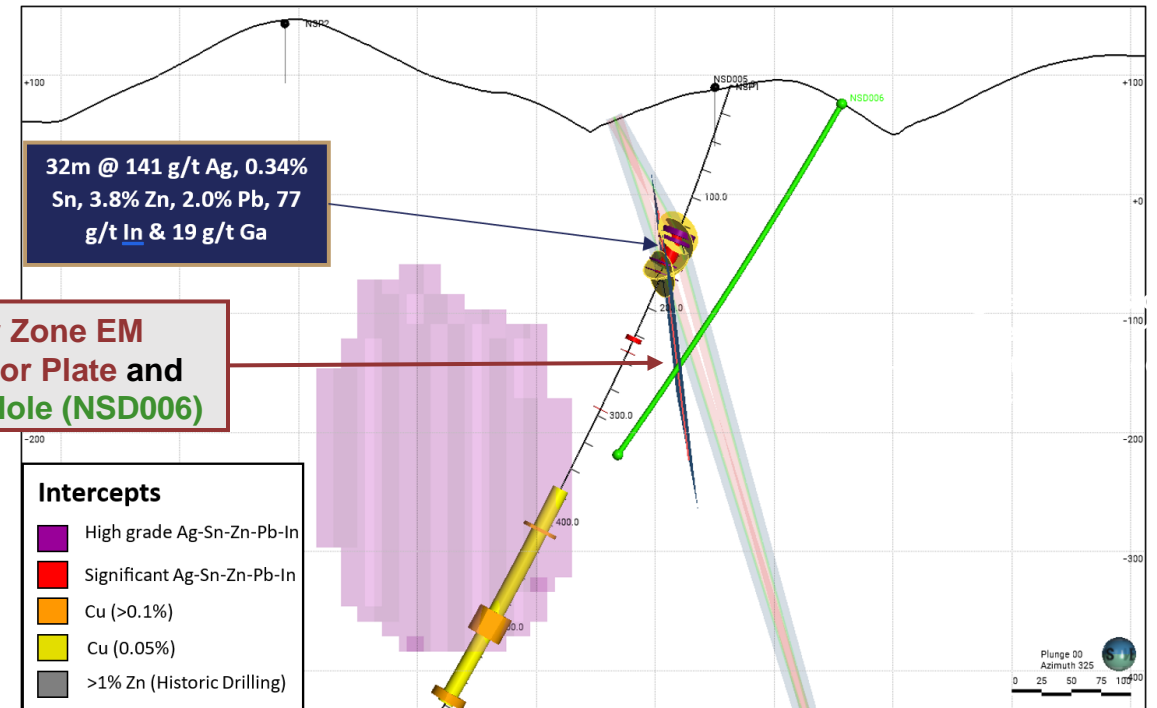 NSP2
NSD005
NSP1
NSD006
+100
+100
32m @ 141 g/t Ag, 0.34%
Sn, 3.8% Zn, 2.0% Pb, 77
g/t In & 19 g/t Ga
100.0
+0
200.0
-100
Zone EM
or Plate and
Hole (NSD006)
300.0
-200
-200
Intercepts
High grade Ag-Sn-Zn-Pb-In
Significant Ag-Sn-Zn-Pb-In
Cu (>0.1%)
Cu (0.05%)
>1% Zn (Historic Drilling)
400.0
-300
Plunge 00
Azimuth 325
0 25 50 75 100
-400